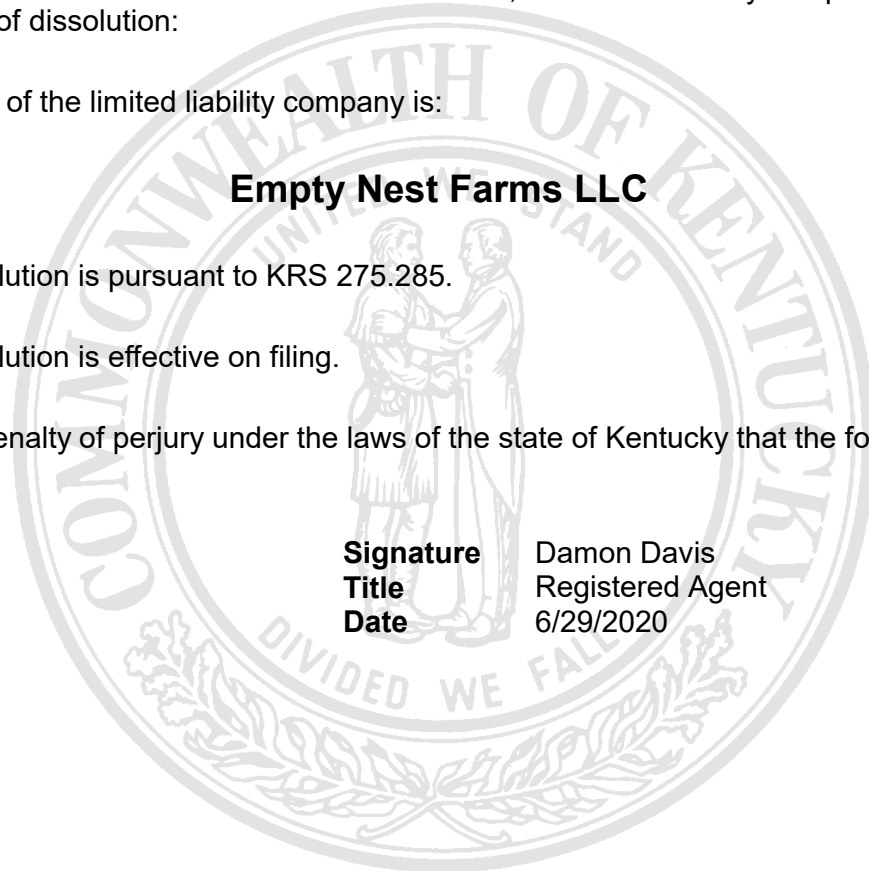 of dissolution:
of the limited liability company is:
COMMONWEALTH OF KENTUCKY
UNITED WE STAND
Empty Nest Farms LLC
lution is pursuant to KRS 275.285.
lution is effective on filing.
enalty of perjury under the laws of the state of Kentucky that the fo
Signature Damon Davis
Title Registered Agent
Date 6/29/2020
DIVIDED WE FALL